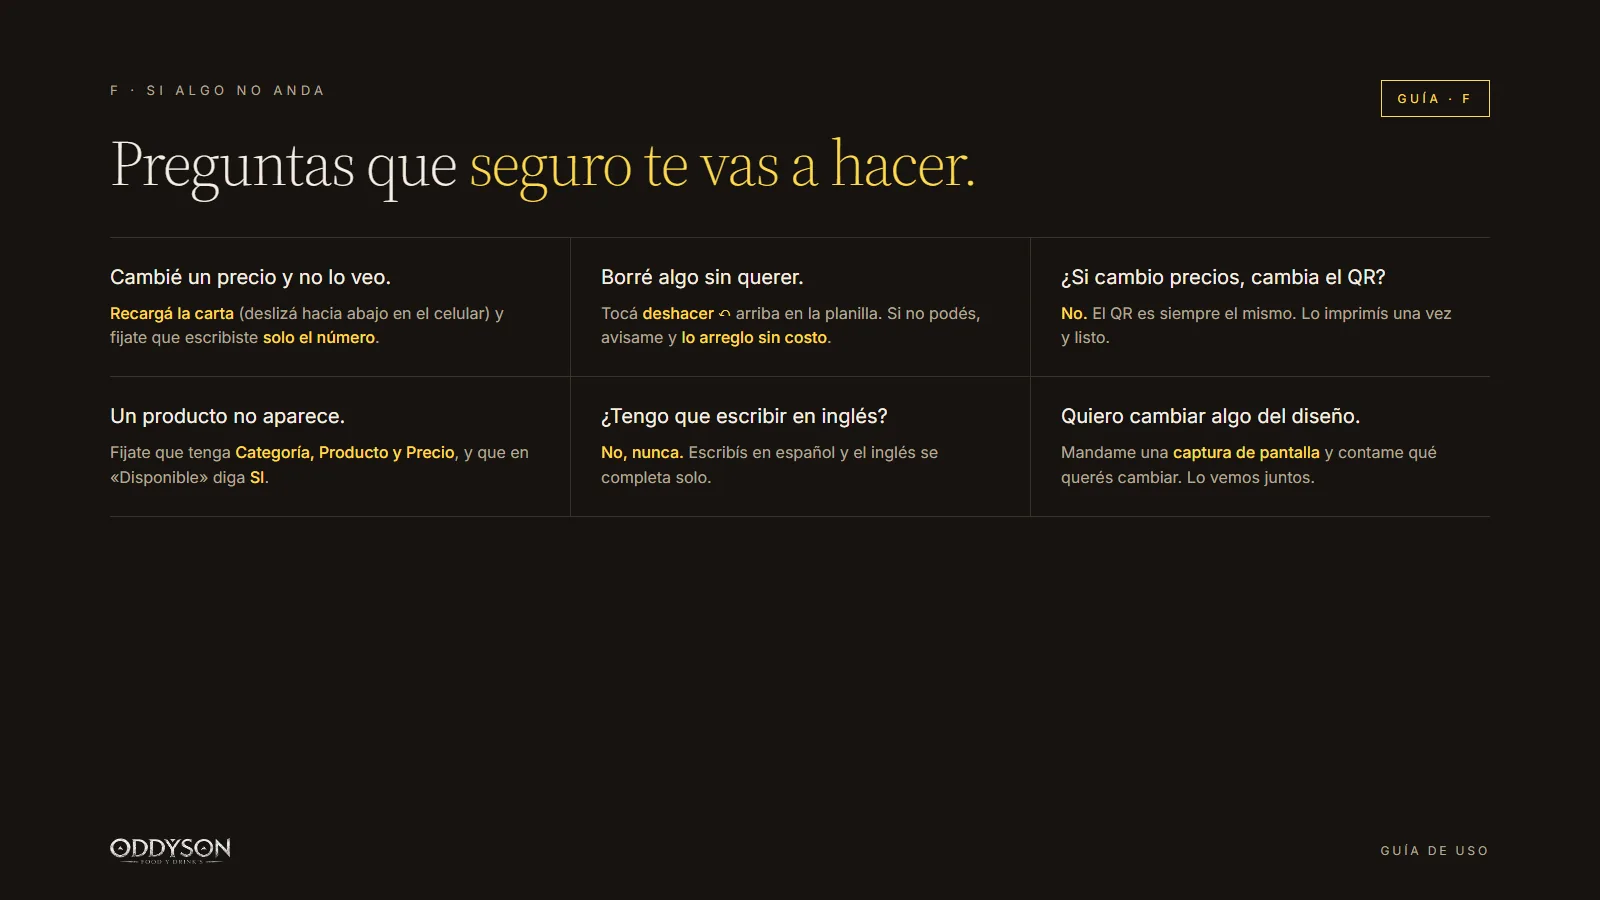 F · SI ALGO NO ANDA
GUÍA · F
Preguntas que seguro te vas a hacer.
Cambié un precio y no lo veo.
Recargá la carta (deslizá hacia abajo en el celular) y
fijate que escribiste solo el número.
Borré algo sin querer.
Tocá deshacer ↶ arriba en la planilla. Si no podés,
avisame y lo arreglo sin costo.
¿Si cambio precios, cambia el QR?
No. El QR es siempre el mismo. Lo imprimís una vez
y listo.
Un producto no aparece.
Fijate que tenga Categoría, Producto y Precio, y que en
«Disponible» diga SI.
¿Tengo que escribir en inglés?
No, nunca. Escribís en español y el inglés se
completa solo.
Quiero cambiar algo del diseño.
Mandame una captura de pantalla y contame qué
querés cambiar. Lo vemos juntos.
ODDYSON
FOOD Y DRINK'S
GUÍA DE USO